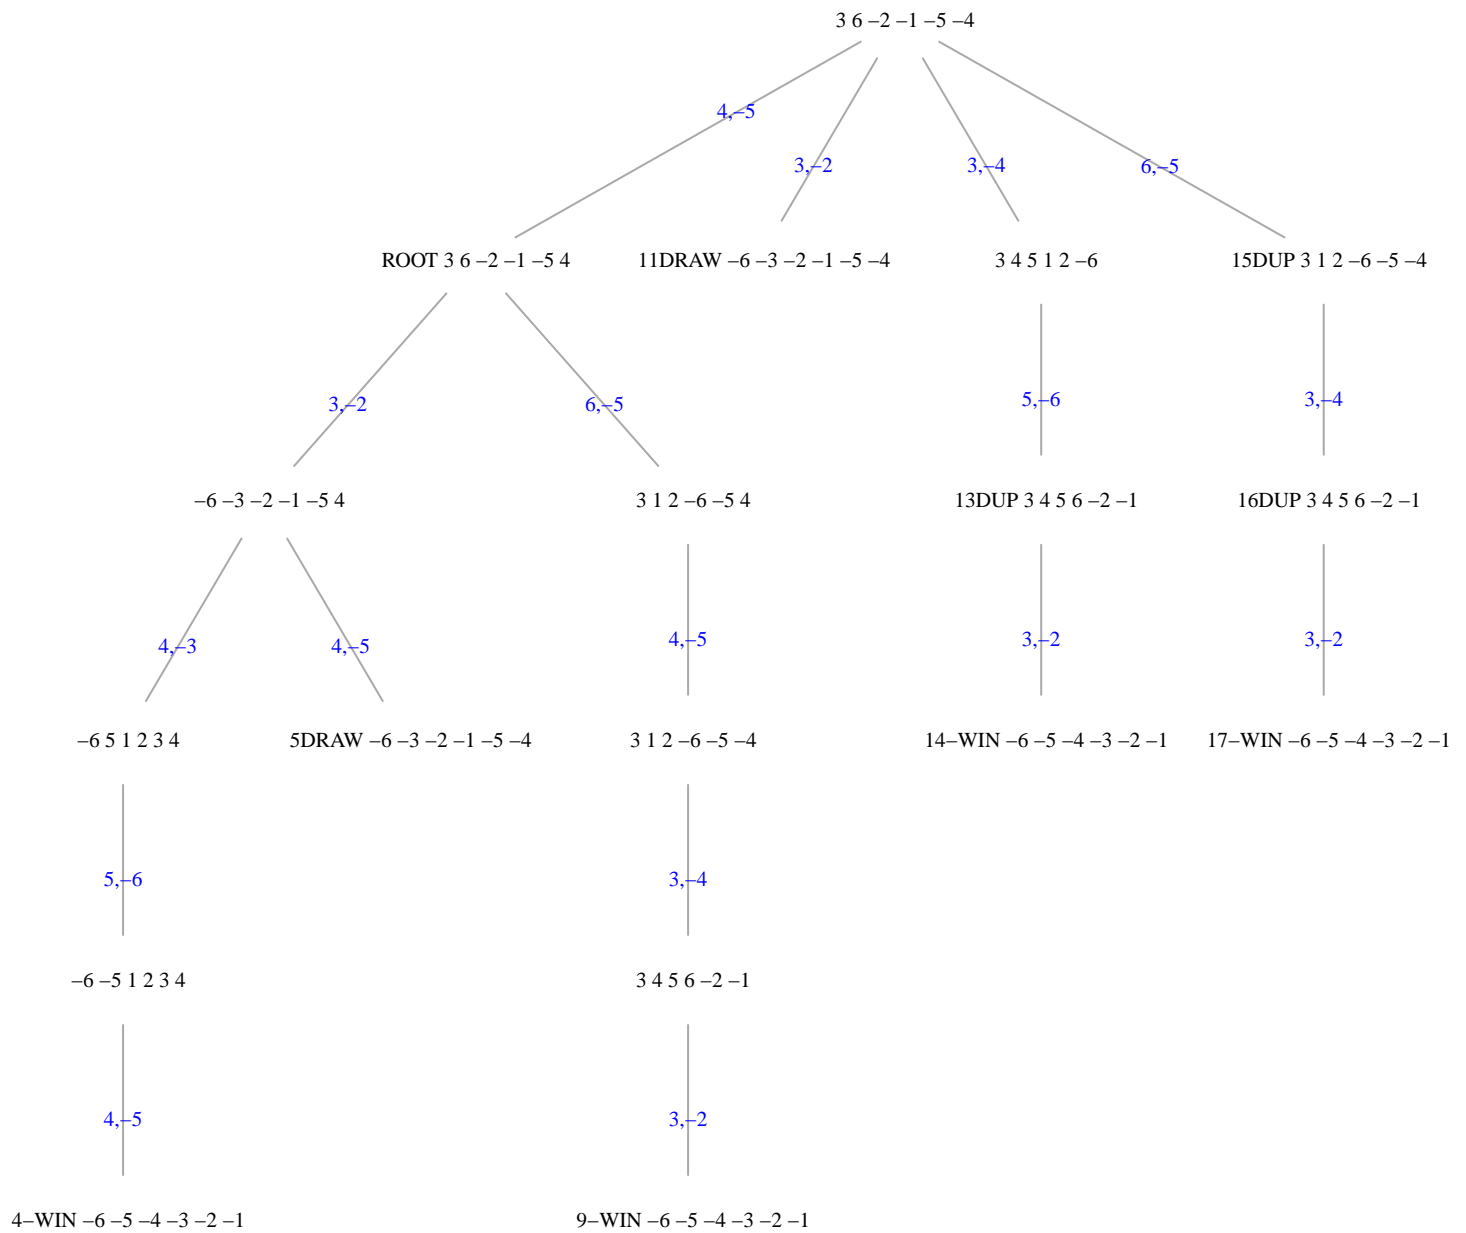 3 6 –2 –1 –5 –4
4,–5
3,–2
3,–4
6,–5
ROOT 3 6 –2 –1 –5 4
11DRAW –6 –3 –2 –1 –5 –4
3 4 5 1 2 –6
15DUP 3 1 2 –6 –5 –4
3,–2
6,–5
5,–6
3,–4
–6 –3 –2 –1 –5 4
3 1 2 –6 –5 4
13DUP 3 4 5 6 –2 –1
16DUP 3 4 5 6 –2 –1
4,–3
4,–5
4,–5
3,–2
3,–2
–6 5 1 2 3 4
5DRAW –6 –3 –2 –1 –5 –4
3 1 2 –6 –5 –4
14–WIN –6 –5 –4 –3 –2 –1
17–WIN –6 –5 –4 –3 –2 –1
5,–6
3,–4
–6 –5 1 2 3 4
3 4 5 6 –2 –1
4,–5
3,–2
4–WIN –6 –5 –4 –3 –2 –1
9–WIN –6 –5 –4 –3 –2 –1